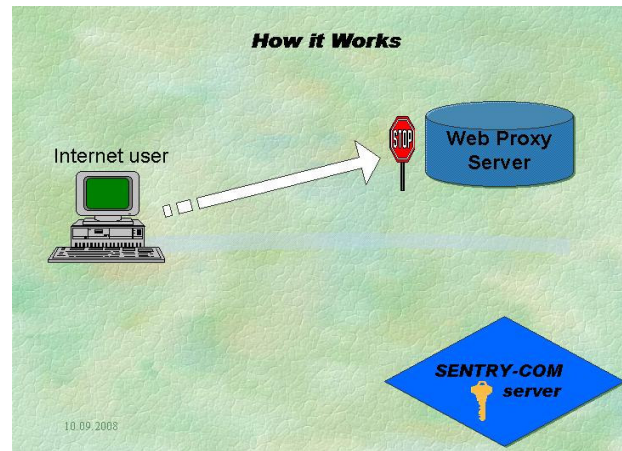 How it Works
STOP
Web Proxy
Server
Internet user
SENTRY-COM
server
10.09.2008